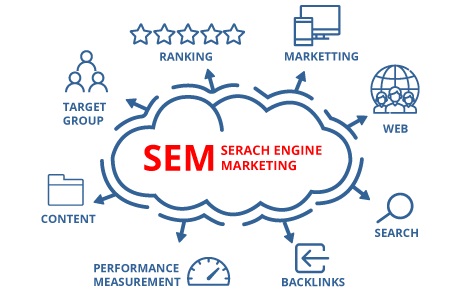 RANKING
MARKETTING
TARGET
GROUP
WEB
SEM
SERACH ENGINE
MARKETING
CONTENT
SEARCH
PERFORMANCE
MEASUREMENT
BACKLINKS